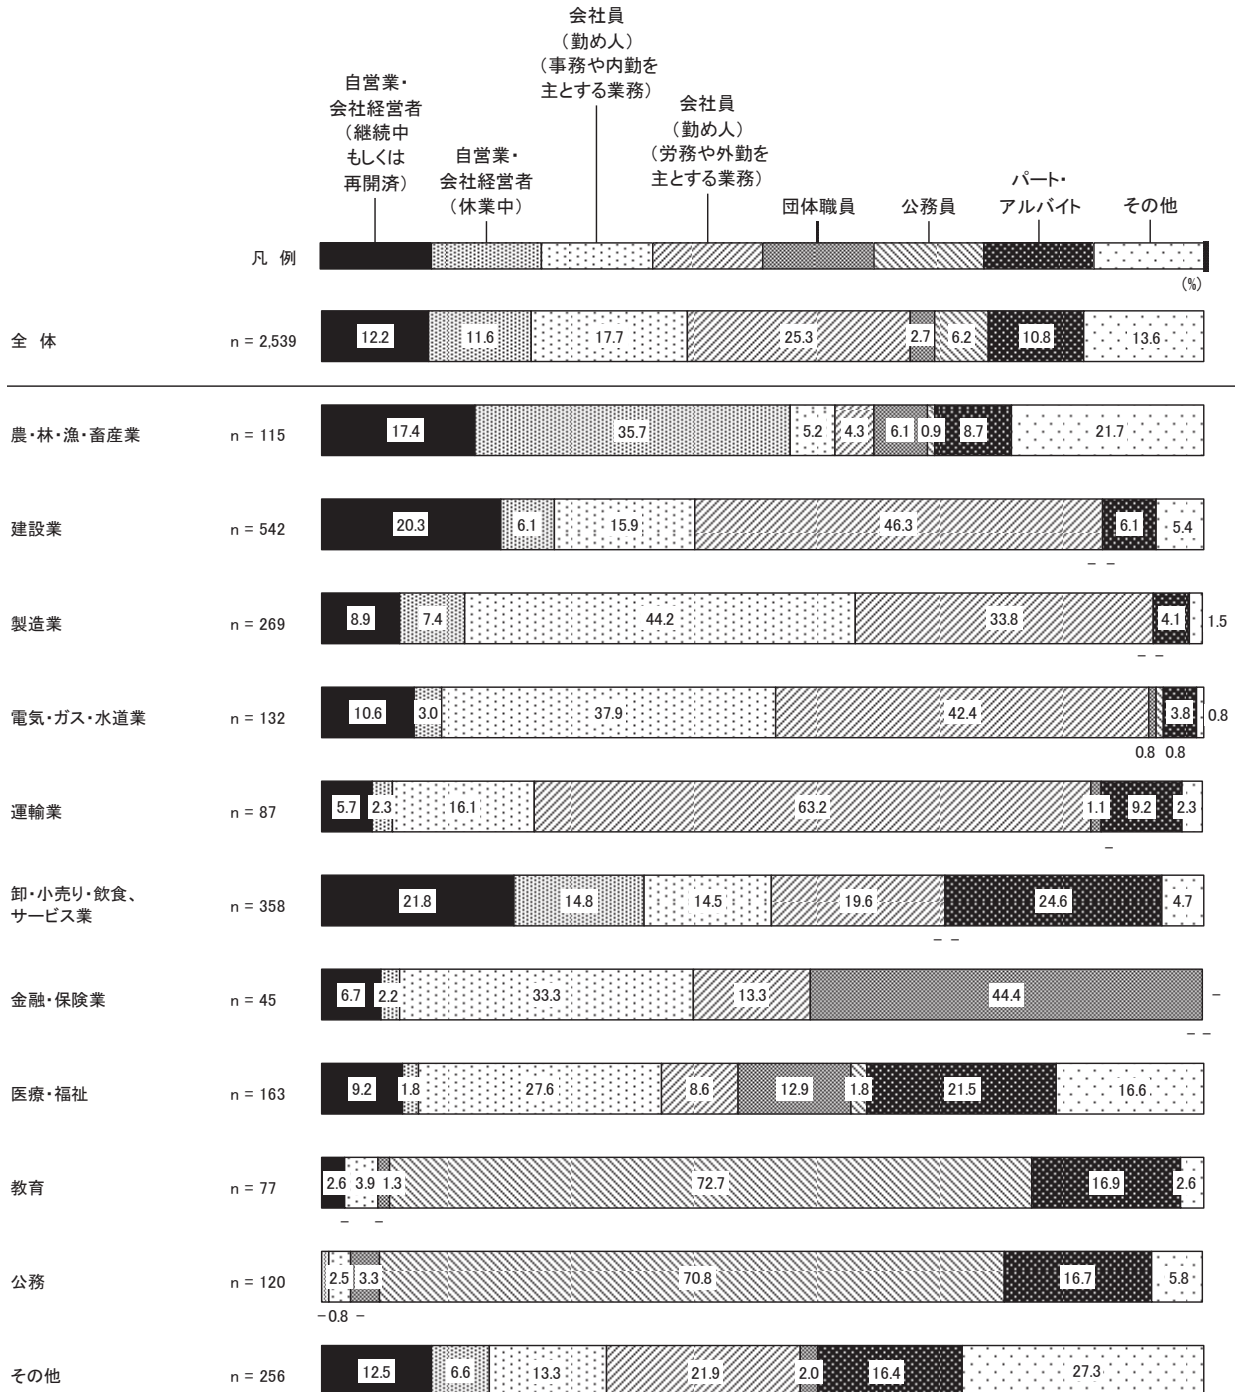 会社員
（勤め人）
（事務や内勤を
主とする業務）
自営業・
会社経営者
（継続中
もしくは
再開済）
会社員
（勤め人）
（労務や外勤を
主とする業務）
自営業・
会社経営者
（休業中）
団体職員
公務員
パート・
アルバイト
その他
凡 例
(%)
全 体 n = 2,539 12.2 11.6 17.7 25.3 2.7 6.2 10.8 13.6
農・林・漁・畜産業 n = 115 17.4 35.7 5.2 4.3 6.1 0.9 8.7 21.7
建設業 n = 542 20.3 6.1 15.9 46.3 6.1 5.4
– –
製造業 n = 269 8.9 7.4 44.2 33.8 4.1 1.5
– –
電気・ガス・水道業 n = 132 10.6 3.0 37.9 42.4 3.8 0.8
0.8 0.8
運輸業 n = 87 5.7 2.3 16.1 63.2 1.1 9.2 2.3
–
卸・小売り・飲食、
サービス業 n = 358 21.8 14.8 14.5 19.6 24.6 4.7
– –
金融・保険業 n = 45 6.7 2.2 33.3 13.3 44.4 –
– –
医療・福祉 n = 163 9.2 1.8 27.6 8.6 12.9 1.8 21.5 16.6
教育 n = 77 2.6 3.9 1.3 72.7 16.9 2.6
– –
公務 n = 120 2.5 3.3 70.8 16.7 5.8
– 0.8 –
その他 n = 256 12.5 6.6 13.3 21.9 2.0 16.4 27.3